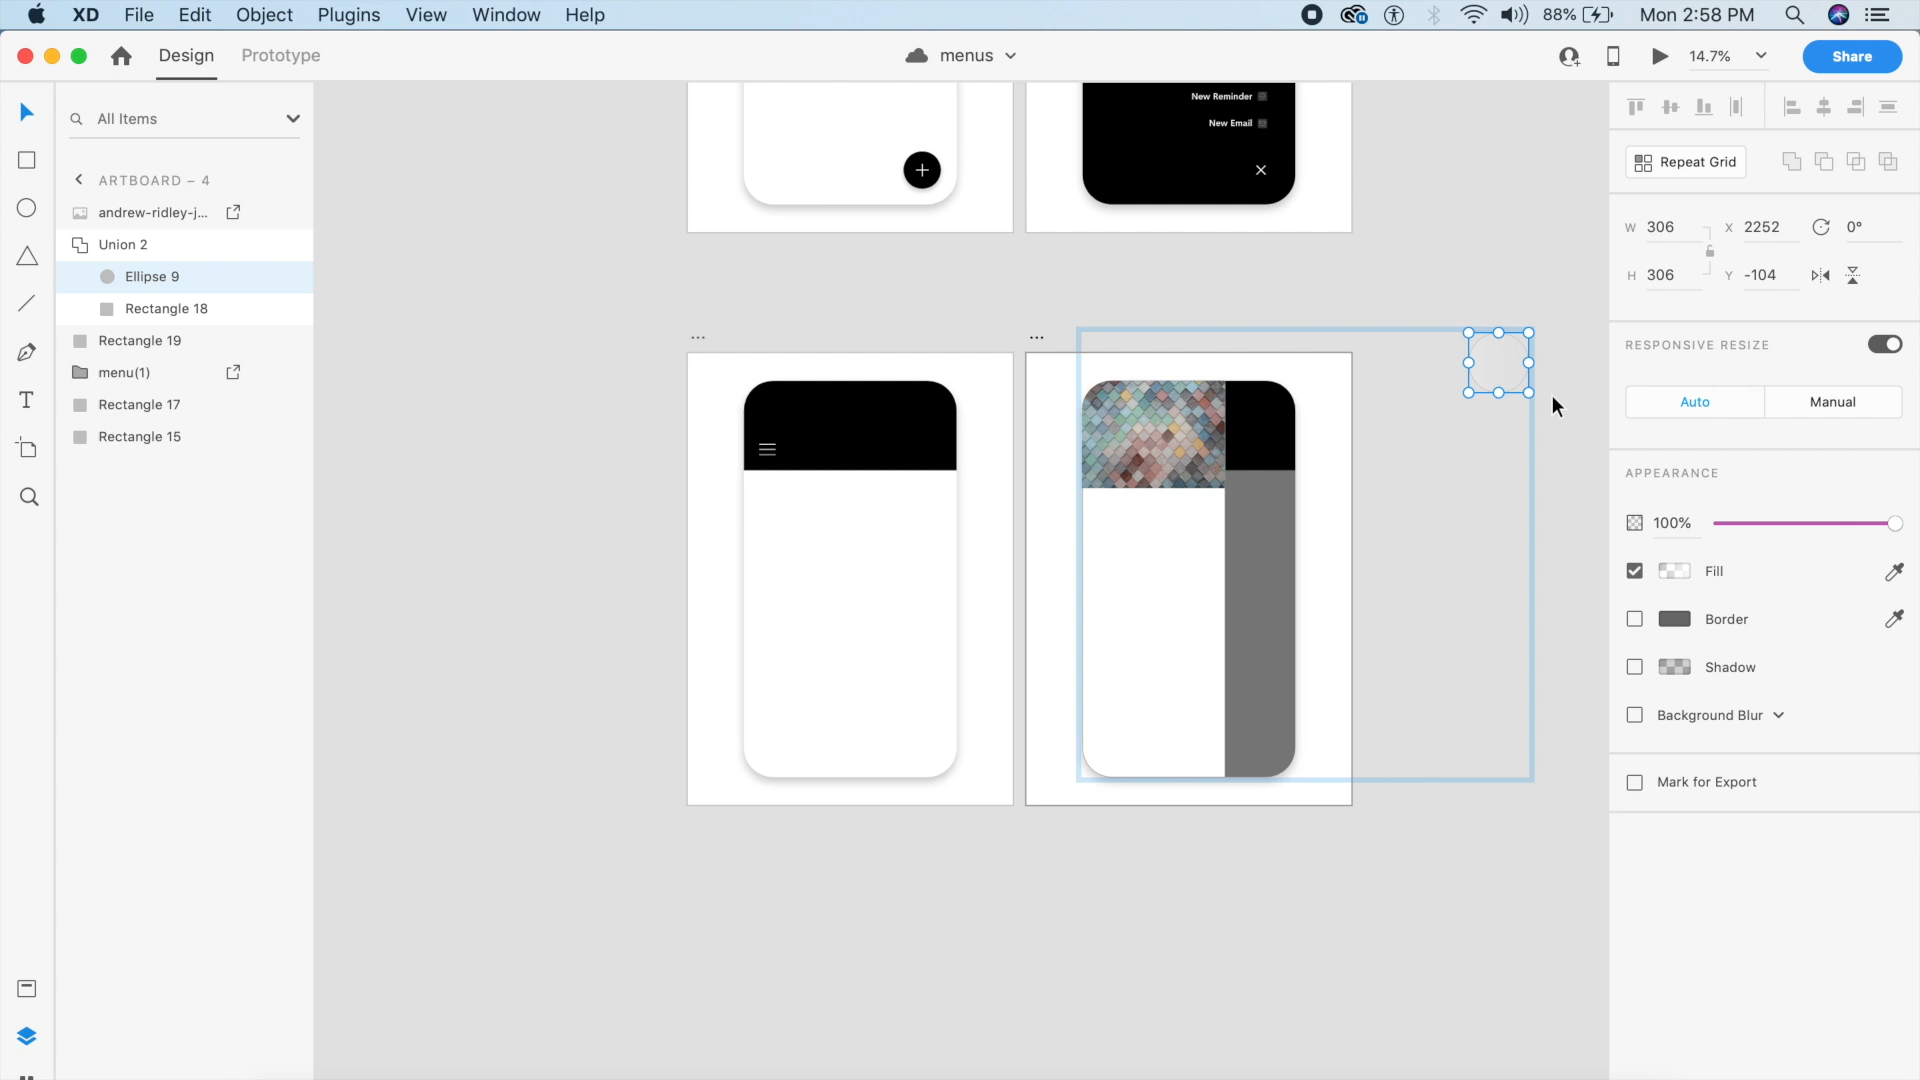 XD File Edit Object Plugins View Window Help 88% Mon 2:58 PM
Design Prototype menus 14.7% Share
All Items
ARTBOARD – 4
andrew-ridley-j...
Union 2
Ellipse 9
Rectangle 18
Rectangle 19
menu(1)
Rectangle 17
Rectangle 15
New Reminder
New Email
Repeat Grid
W 306 X 2252 0°
H 306 Y -104
RESPONSIVE RESIZE
Auto Manual
APPEARANCE
100%
Fill
Border
Shadow
Background Blur
Mark for Export